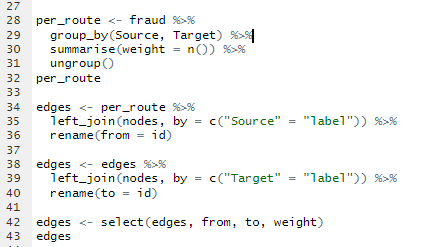 27
28 per_route <- fraud %>%
29   group_by(Source, Target) %>%
30   summarise(weight = n()) %>%
31   ungroup()
32 per_route
33
34 edges <- per_route %>%
35   left_join(nodes, by = c("Source" = "label")) %>%
36   rename(from = id)
37
38 edges <- edges %>%
39   left_join(nodes, by = c("Target" = "label")) %>%
40   rename(to = id)
41
42 edges <- select(edges, from, to, weight)
43 edges